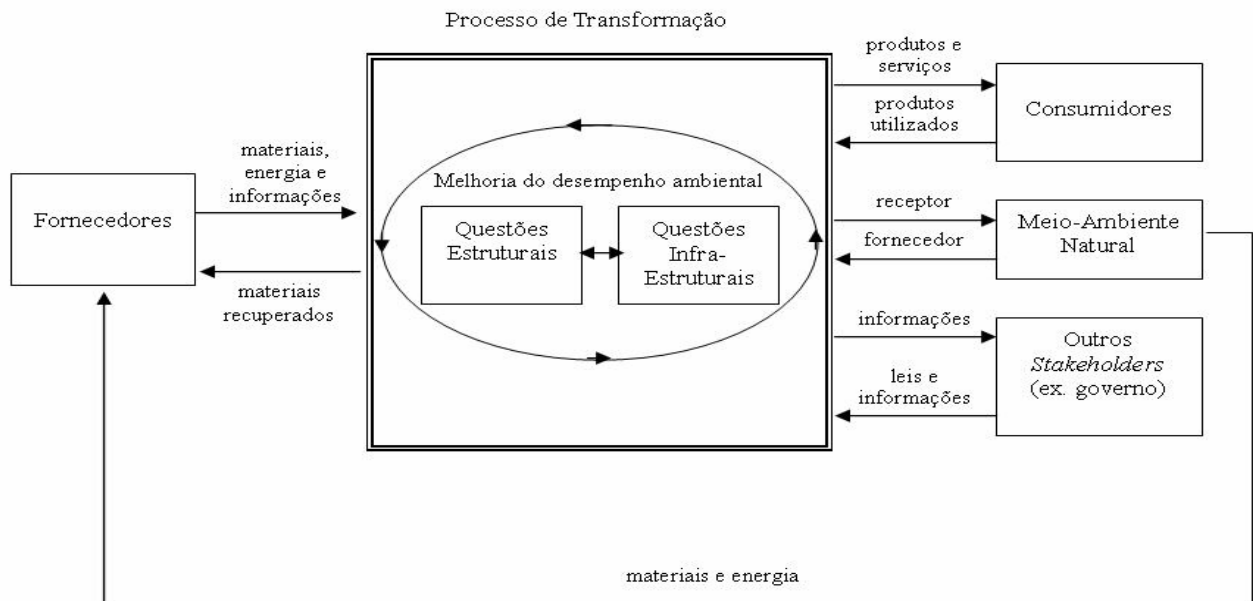 Processo de Transformação
materiais,
energia e
informações
Fornecedores
materiais
recuperados
Melhoria do desempenho ambiental
Questões
Estruturais
Questões
Infra-
Estruturais
produtos e
serviços
produtos
utilizados
Consumidores
receptor
fornecedor
Meio-Ambiente
Natural
informações
leis e
informações
Outros
Stakeholders
(ex. governo)
materiais e energia